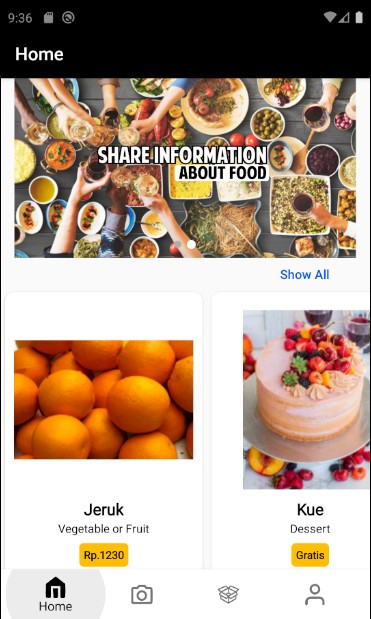 9:36
Home
SHARE INFORMATION
ABOUT FOOD
Show All
Jeruk
Vegetable or Fruit
Rp.1230
Kue
Dessert
Gratis
Home